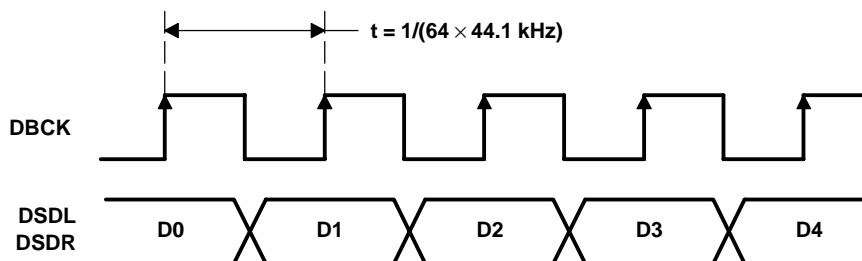 t = 1/(64 × 44.1 kHz)
DBCK
DSDL
DSDR
D0 D1 D2 D3 D4